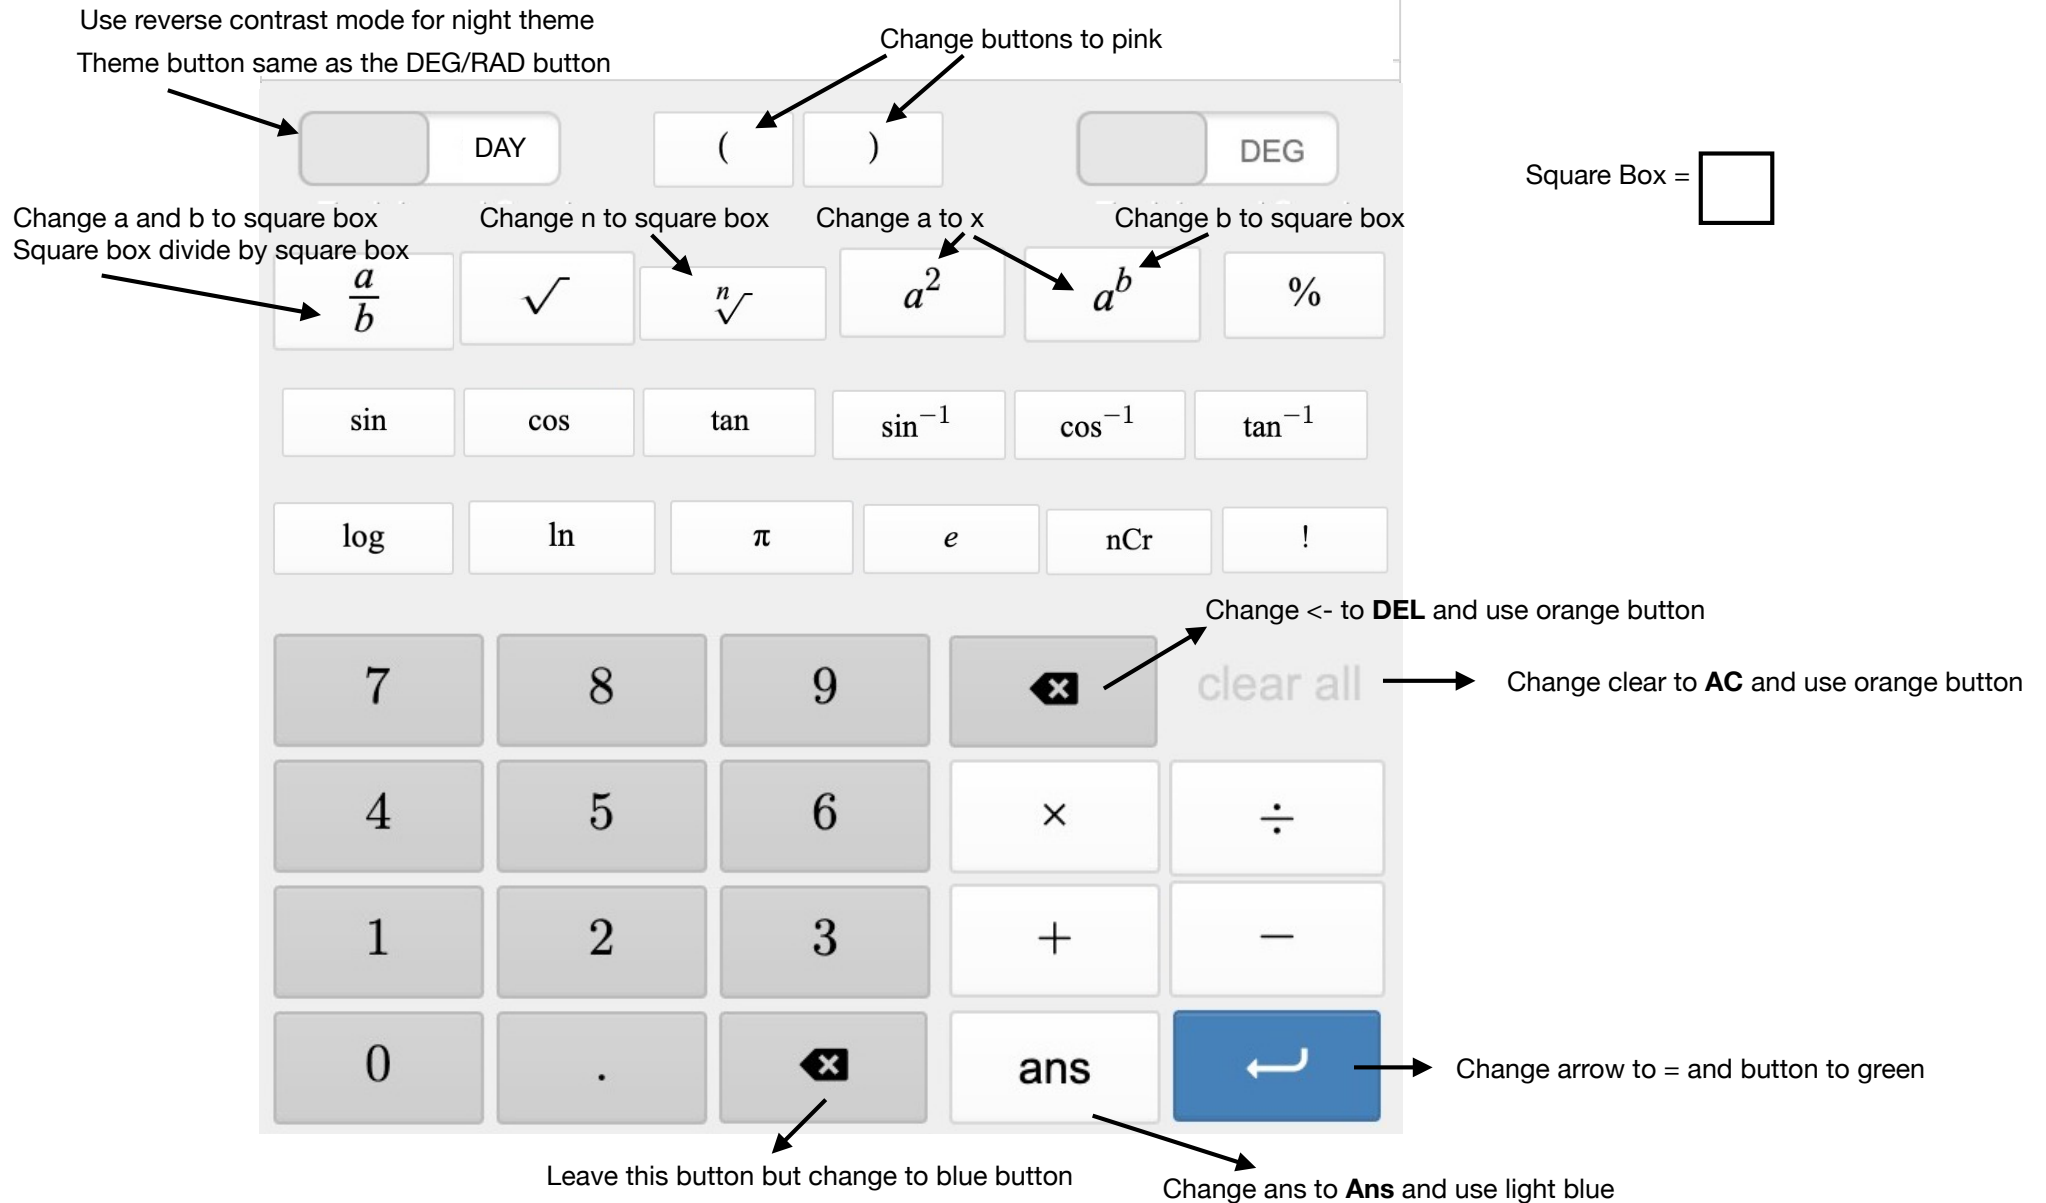 Use reverse contrast mode for night theme
Theme button same as the DEG/RAD button
Change buttons to pink
DAY
(
)
DEG
Square Box =
Change a and b to square box
Square box divide by square box
Change n to square box
Change a to x
Change b to square box
a/b
√
n√
a²
aᵇ
%
sin
cos
tan
sin⁻¹
cos⁻¹
tan⁻¹
log
ln
π
e
nCr
!
Change <- to DEL and use orange button
7
8
9
clear all
Change clear to AC and use orange button
4
5
6
×
÷
1
2
3
+
−
0
.
ans
Change arrow to = and button to green
Leave this button but change to blue button
Change ans to Ans and use light blue